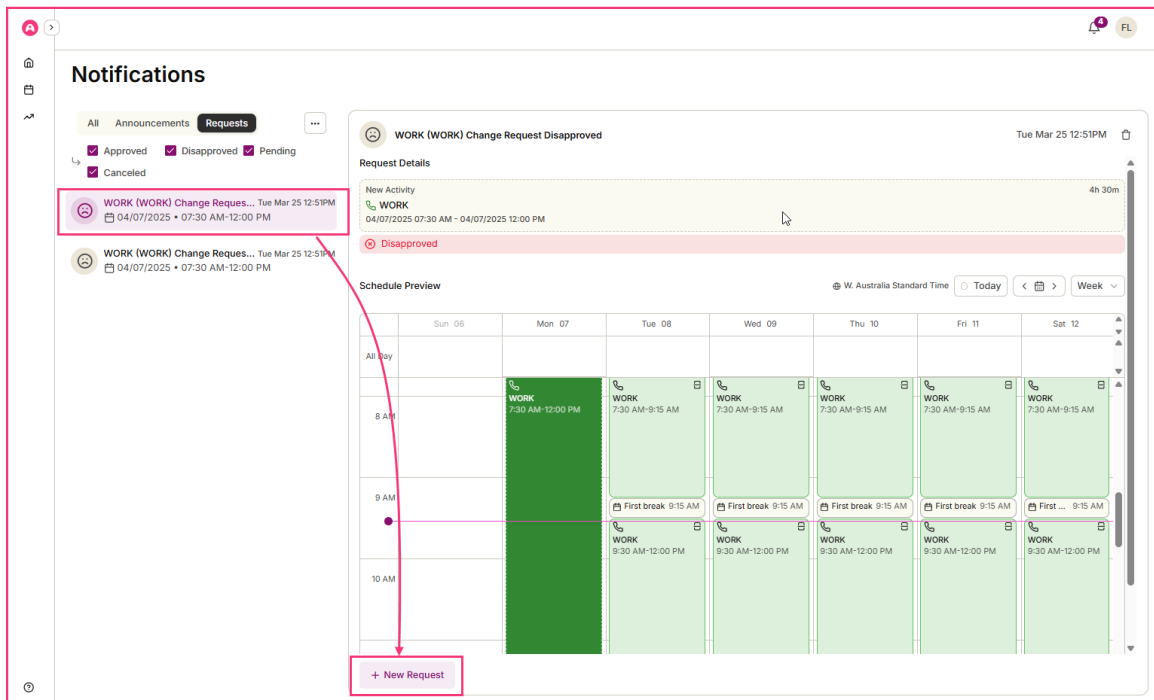 4
FL
Notifications
All Announcements Requests
Approved Disapproved Pending
Canceled
WORK (WORK) Change Reques... Tue Mar 25 12:51PM
04/07/2025 • 07:30 AM-12:00 PM
WORK (WORK) Change Reques... Tue Mar 25 12:51PM
04/07/2025 • 07:30 AM-12:00 PM
WORK (WORK) Change Request Disapproved Tue Mar 25 12:51PM
Request Details
New Activity 4h 30m
WORK
04/07/2025 07:30 AM - 04/07/2025 12:00 PM
Disapproved
Schedule Preview W. Australia Standard Time Today Week
Sun 06 Mon 07 Tue 08 Wed 09 Thu 10 Fri 11 Sat 12
All Day
WORK WORK WORK WORK WORK WORK
7:30 AM-12:00 PM 7:30 AM-9:15 AM 7:30 AM-9:15 AM 7:30 AM-9:15 AM 7:30 AM-9:15 AM 7:30 AM-9:15 AM
8 AM
9 AM
First break 9:15 AM First break 9:15 AM First break 9:15 AM First break 9:15 AM First ... 9:15 AM
WORK WORK WORK WORK WORK
9:30 AM-12:00 PM 9:30 AM-12:00 PM 9:30 AM-12:00 PM 9:30 AM-12:00 PM 9:30 AM-12:00 PM
10 AM
+ New Request